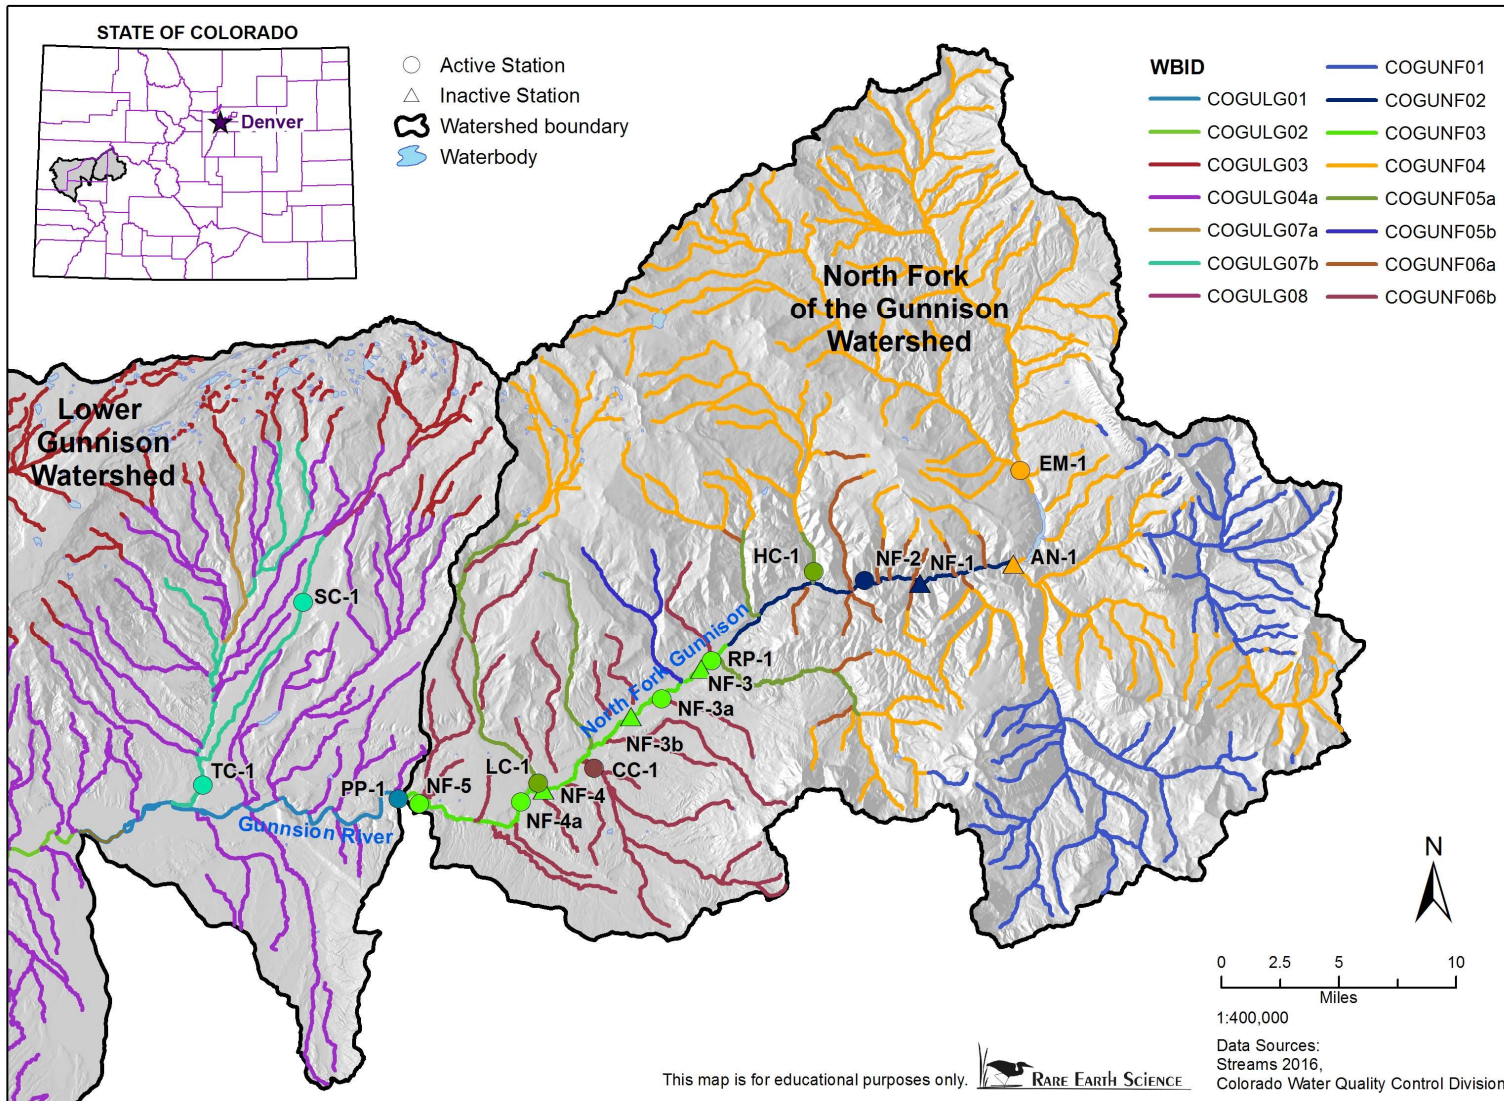 STATE OF COLORADO
Denver
Active Station
Inactive Station
Watershed boundary
Waterbody
WBID
COGULG01
COGULG02
COGULG03
COGULG04a
COGULG07a
COGULG07b
COGULG08
COGUNF01
COGUNF02
COGUNF03
COGUNF04
COGUNF05a
COGUNF05b
COGUNF06a
COGUNF06b
North Fork
of the Gunnison
Watershed
Lower
Gunnison
Watershed
EM-1
AN-1
NF-1
NF-2
HC-1
SC-1
North Fork Gunnison
RP-1
NF-3
NF-3a
NF-3b
CC-1
LC-1
NF-4
NF-4a
NF-5
PP-1
TC-1
Gunnsion River
N
0 2.5 5 10
Miles
1:400,000
Data Sources:
Streams 2016,
Colorado Water Quality Control Division
This map is for educational purposes only.
RARE EARTH SCIENCE